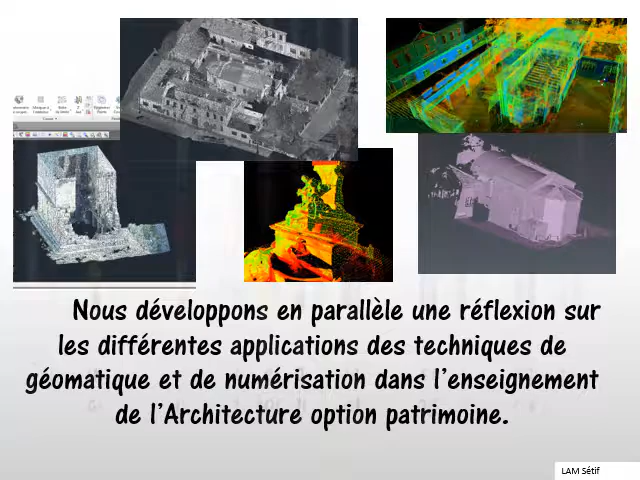 Nous développons en parallèle une réflexion sur
les différentes applications des techniques de
géomatique et de numérisation dans l'enseignement
de l'Architecture option patrimoine.
LAM Sétif